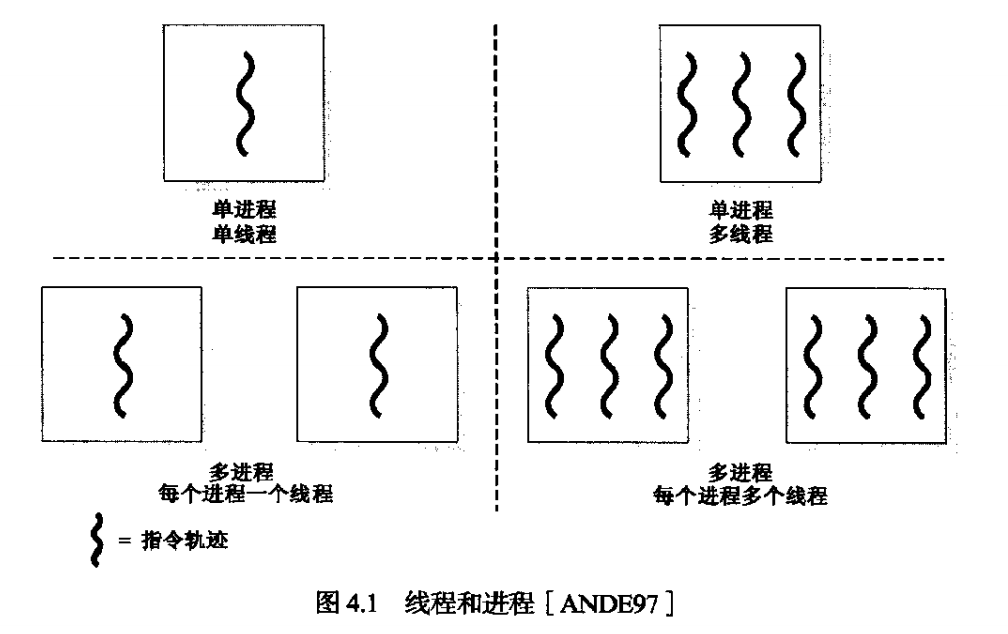 单进程
单线程
单进程
多线程
多进程
每个进程一个线程
多进程
每个进程多个线程
= 指令轨迹
图 4.1 线程和进程［ANDE97］